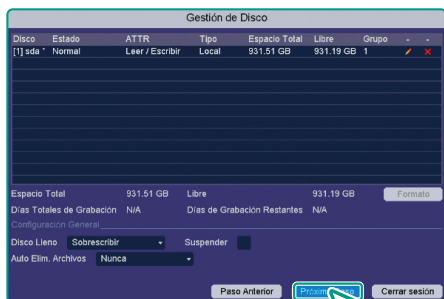 Gestión de Disco
Disco Estado ATTR Tipo Espacio Total Libre Grupo - -
[1] sda * Normal Leer / Escribir Local 931.51 GB 931.19 GB 1
Espacio Total 931.51 GB Libre 931.19 GB Formato
Días Totales de Grabación N/A Días de Grabación Restantes N/A
Configuración General
Disco Lleno Sobrescribir Suspender
Auto Elim. Archivos Nunca
Paso Anterior Próximo Paso Cerrar sesión